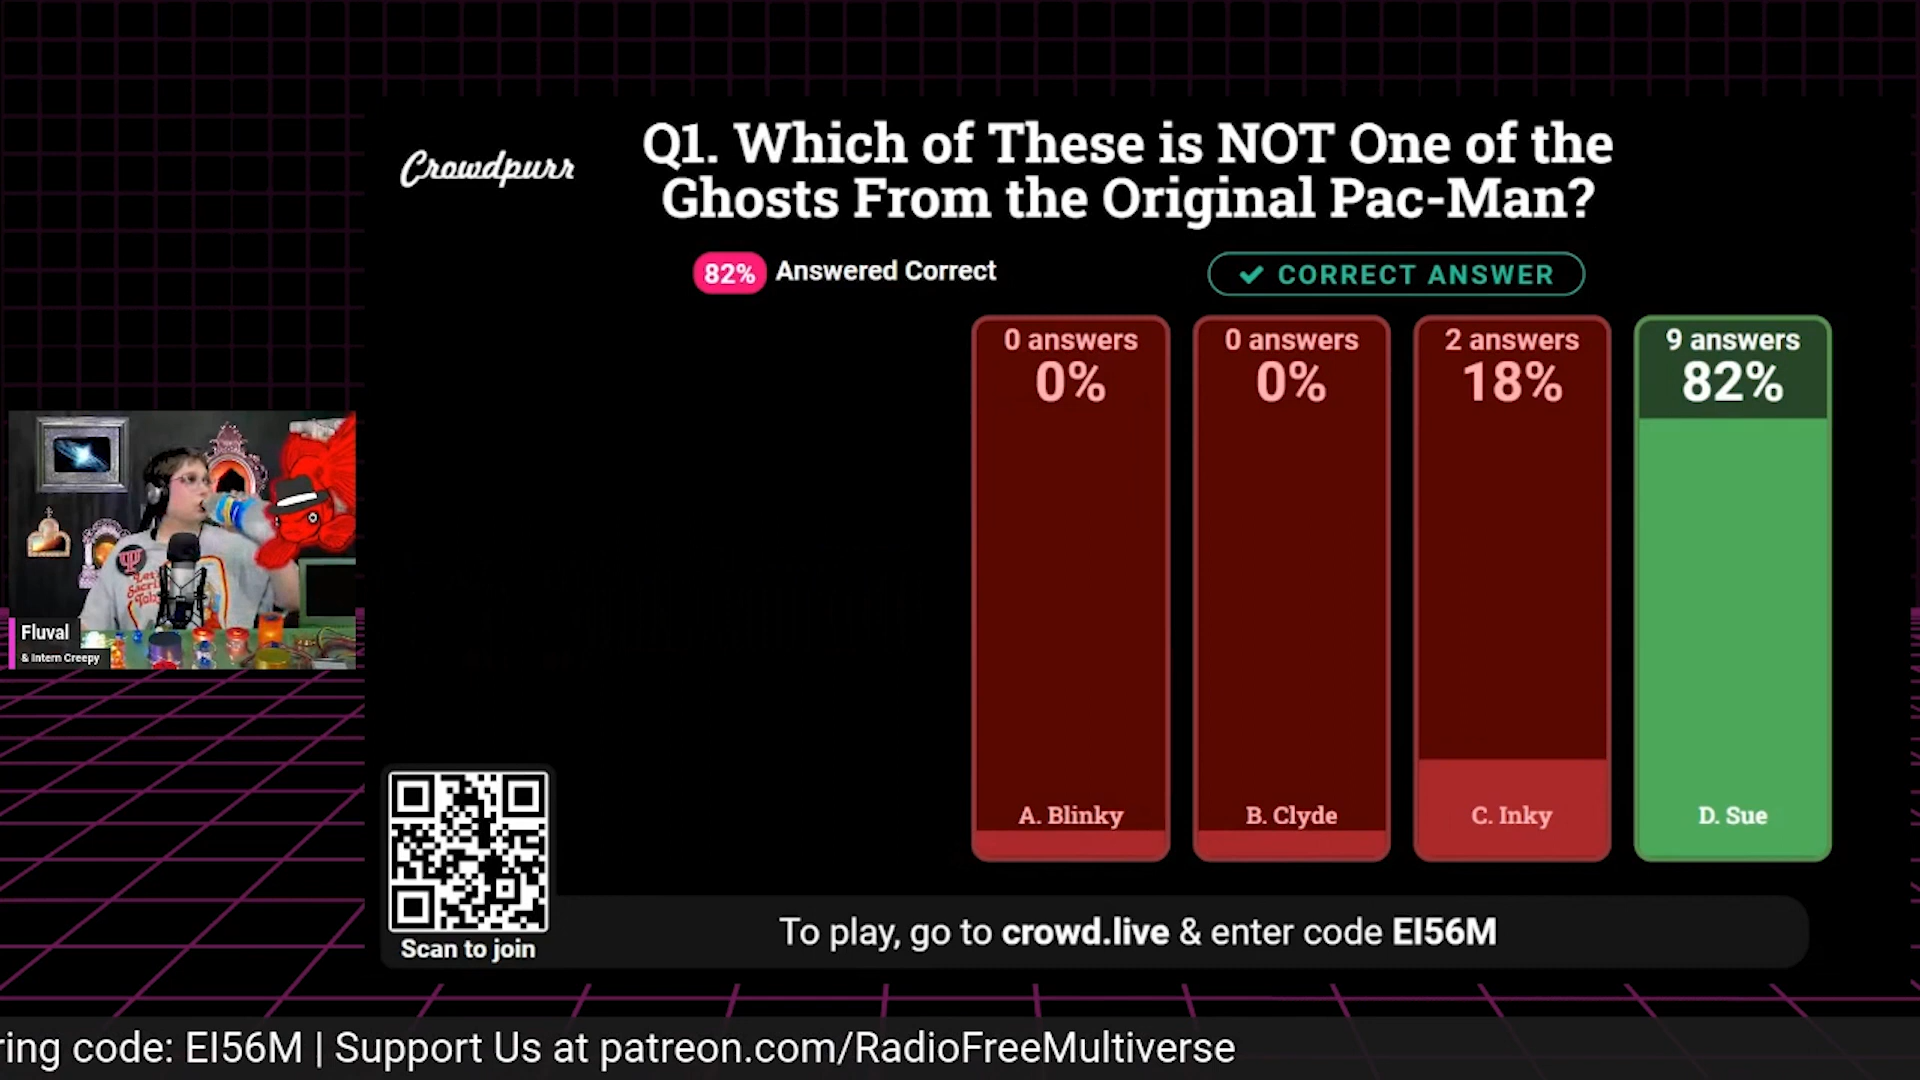 Crowdpurr
Q1. Which of These is NOT One of the
Ghosts From the Original Pac-Man?
82% Answered Correct
✓ CORRECT ANSWER
0 answers
0%
A. Blinky
0 answers
0%
B. Clyde
2 answers
18%
C. Inky
9 answers
82%
D. Sue
Let's
Sacri
Toby
Fluval
& Intern Creepy
Scan to join
To play, go to crowd.live & enter code EI56M
ring code: EI56M | Support Us at patreon.com/RadioFreeMultiverse